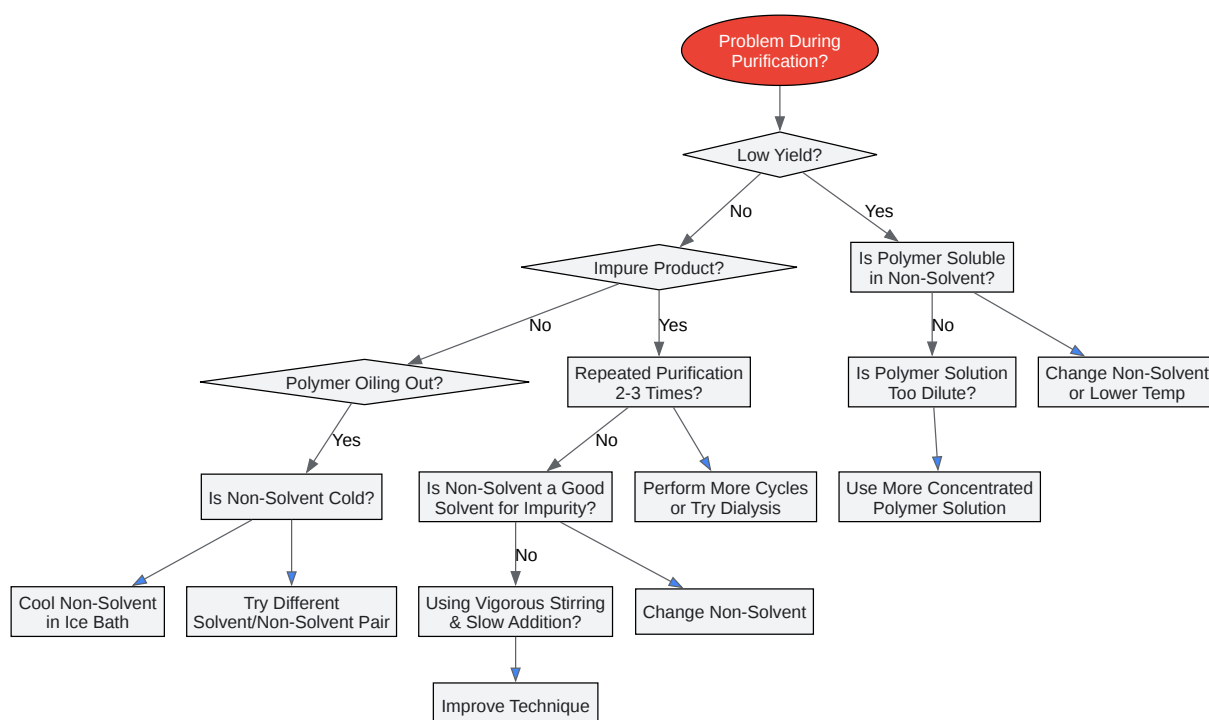 Problem During
Purification?
Low Yield?
No
Yes
Impure Product?
Is Polymer Soluble
in Non-Solvent?
No
Yes
No
Polymer Oiling Out?
Repeated Purification
2-3 Times?
Is Polymer Solution
Too Dilute?
Change Non-Solvent
or Lower Temp
Yes
No
Is Non-Solvent Cold?
Is Non-Solvent a Good
Solvent for Impurity?
Perform More Cycles
or Try Dialysis
Use More Concentrated
Polymer Solution
No
Cool Non-Solvent
in Ice Bath
Try Different
Solvent/Non-Solvent Pair
Using Vigorous Stirring
& Slow Addition?
Change Non-Solvent
Improve Technique